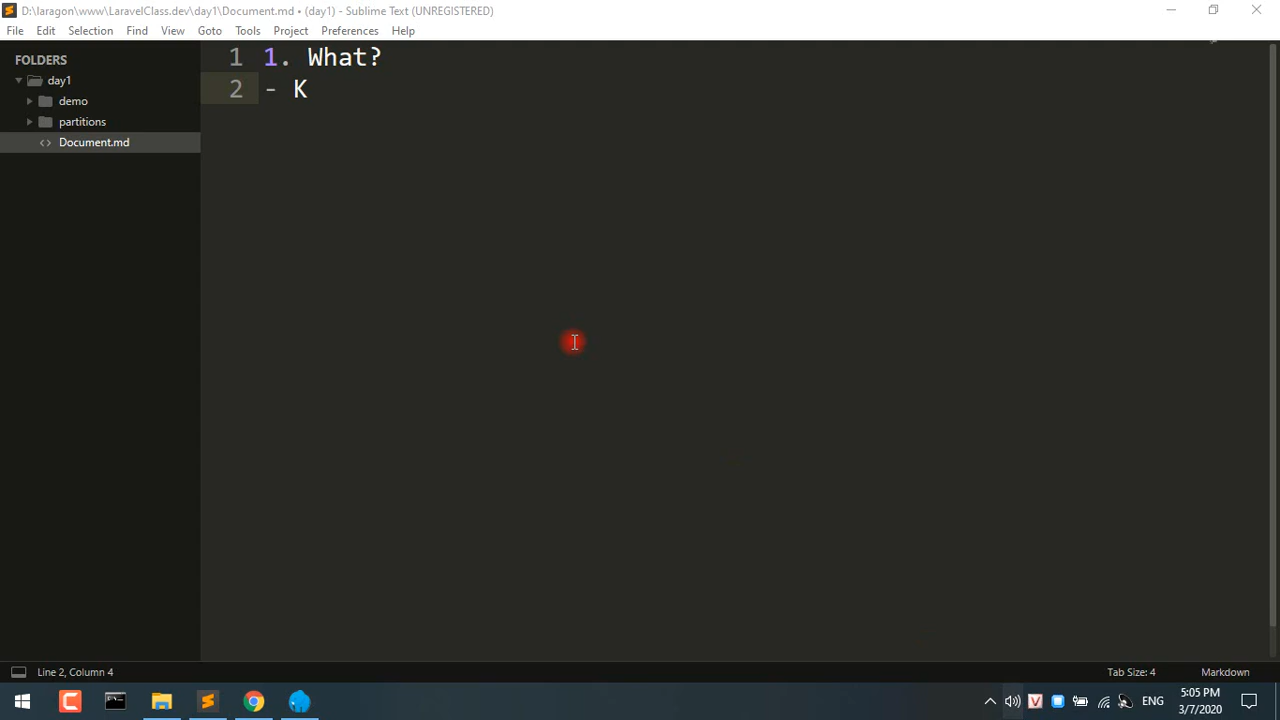 D:\laragon\www\LaravelClass.dev\day1\Document.md • (day1) - Sublime Text (UNREGISTERED)
File Edit Selection Find View Goto Tools Project Preferences Help
FOLDERS
day1
demo
partitions
Document.md
1 1. What?
2 - K
Line 2, Column 4
Tab Size: 4
Markdown
ENG
5:05 PM
3/7/2020